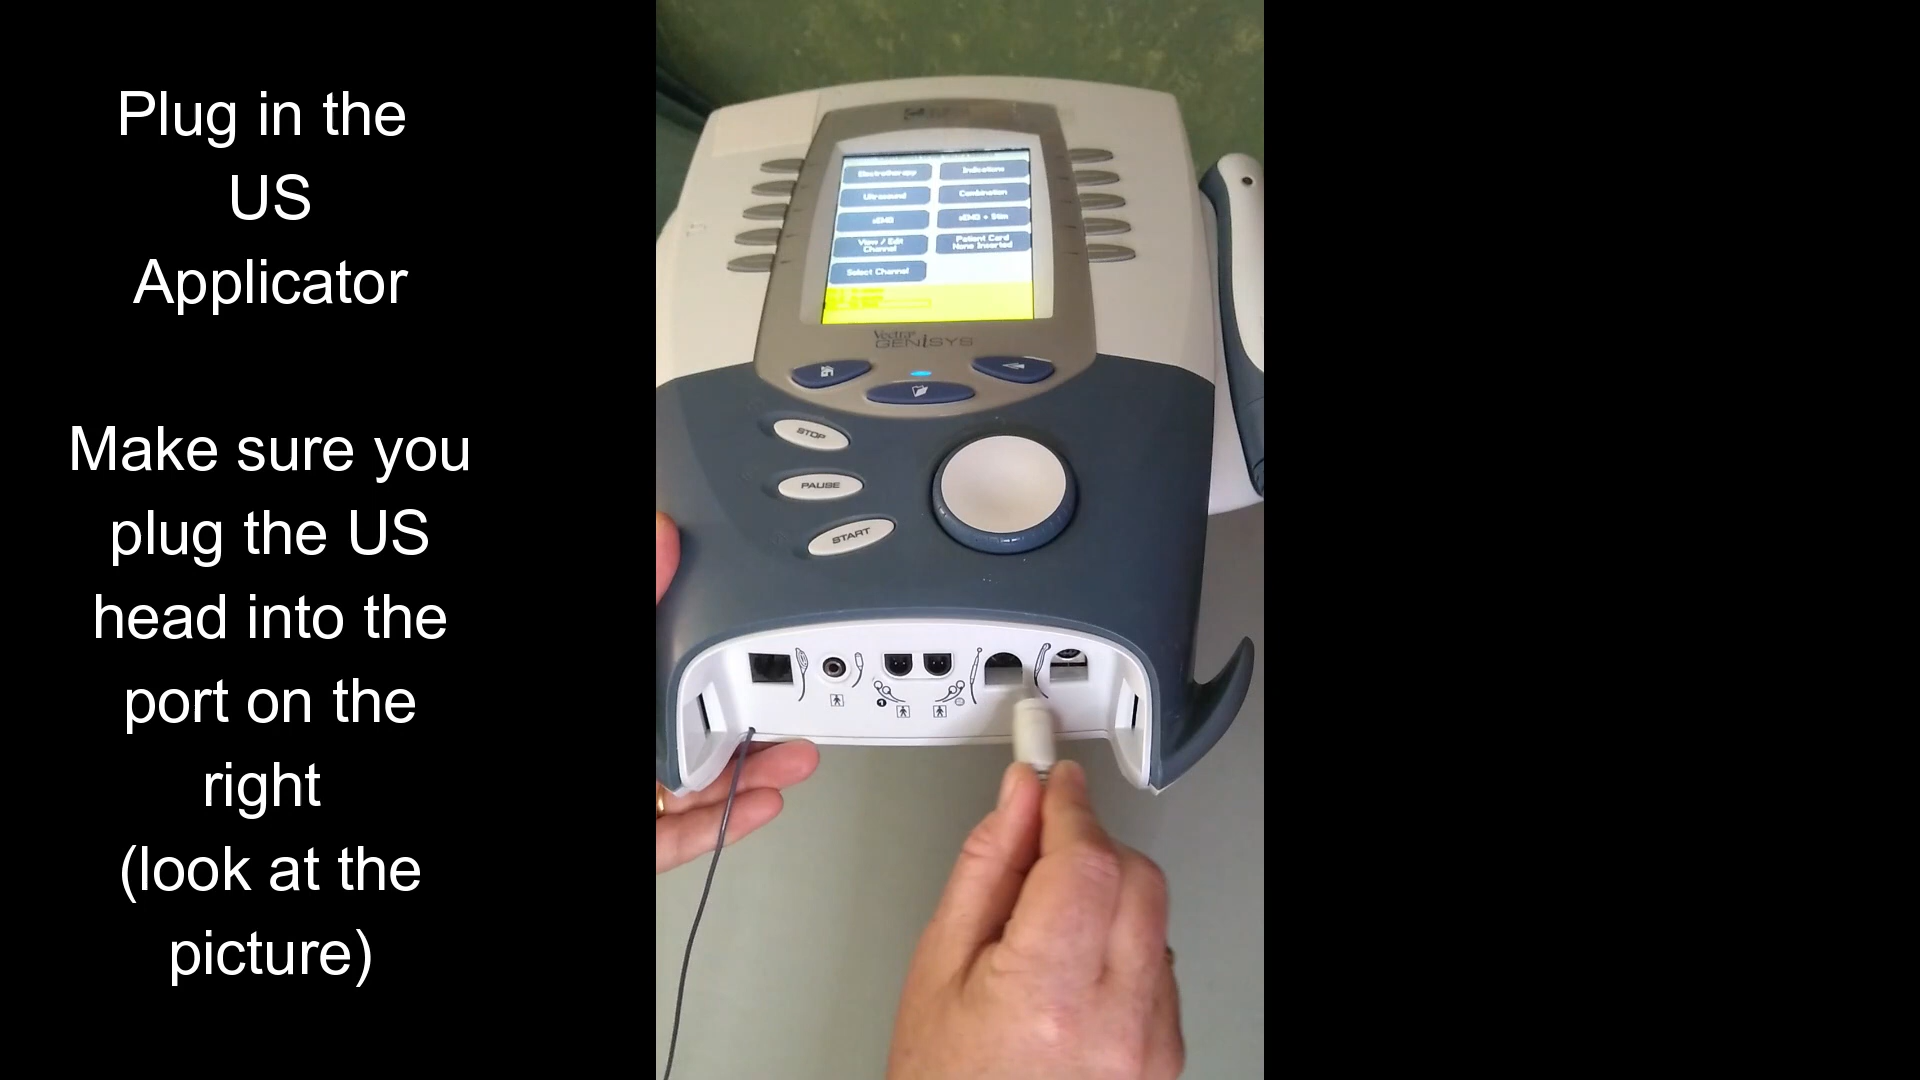 Plug in the
US
Applicator
Make sure you
plug the US
head into the
port on the
right
(look at the
picture)
Electrotherapy
Indications
Ultrasound
Combination
sEMG
sEMG + Stim
View / Edit
Channel
Patient Card
None Inserted
Select Channel
Vectra
GENiSYS
STOP
PAUSE
START